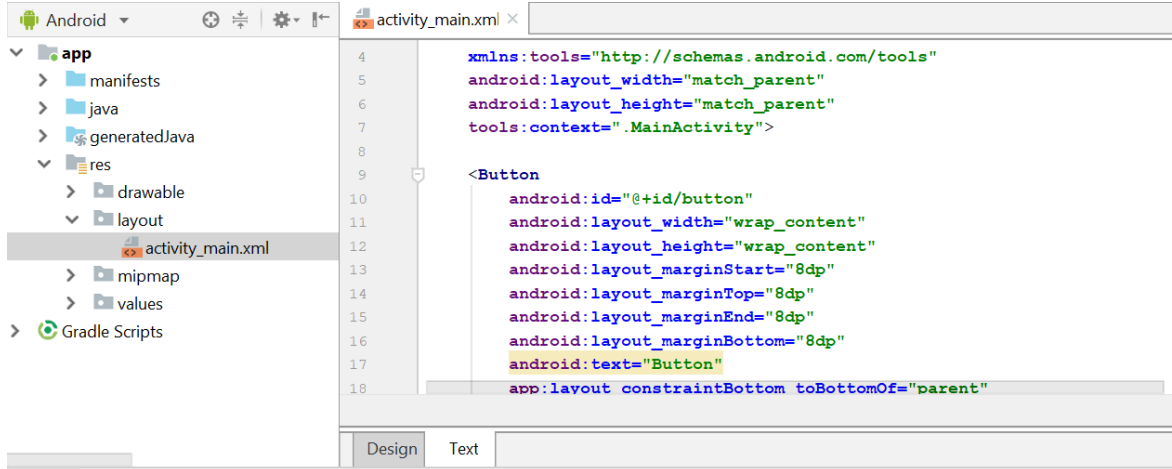 Android
app
manifests
java
generatedJava
res
drawable
layout
activity_main.xml
mipmap
values
Gradle Scripts
activity_main.xml
4 xmlns:tools="http://schemas.android.com/tools"
5 android:layout_width="match_parent"
6 android:layout_height="match_parent"
7 tools:context=".MainActivity">
8
9 <Button
10 android:id="@+id/button"
11 android:layout_width="wrap_content"
12 android:layout_height="wrap_content"
13 android:layout_marginStart="8dp"
14 android:layout_marginTop="8dp"
15 android:layout_marginEnd="8dp"
16 android:layout_marginBottom="8dp"
17 android:text="Button"
18 app:layout_constraintBottom_toBottomOf="parent"
Design Text